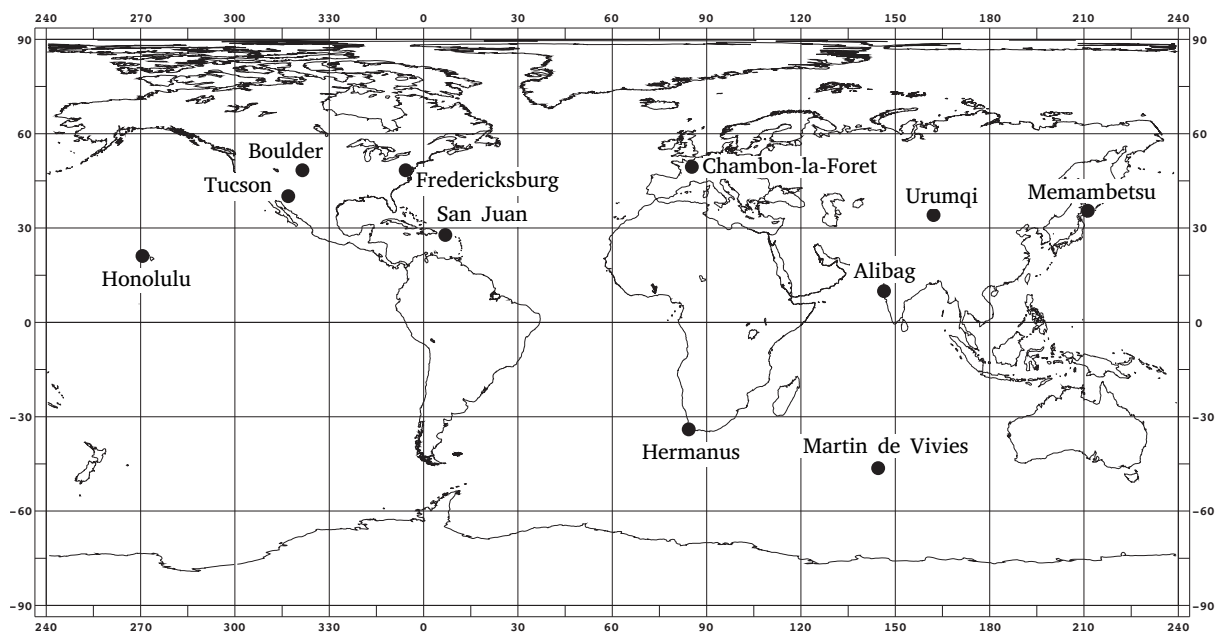 240 270 300 330 0 30 60 90 120 150 180 210 240
90 90
60 60
Boulder
Chambon-la-Foret
Tucson
Fredericksburg
Urumqi
Memambetsu
San Juan
30 30
Honolulu
Alibag
0 0
-30 -30
Hermanus
Martin de Vivies
-60 -60
-90 -90
240 270 300 330 0 30 60 90 120 150 180 210 240